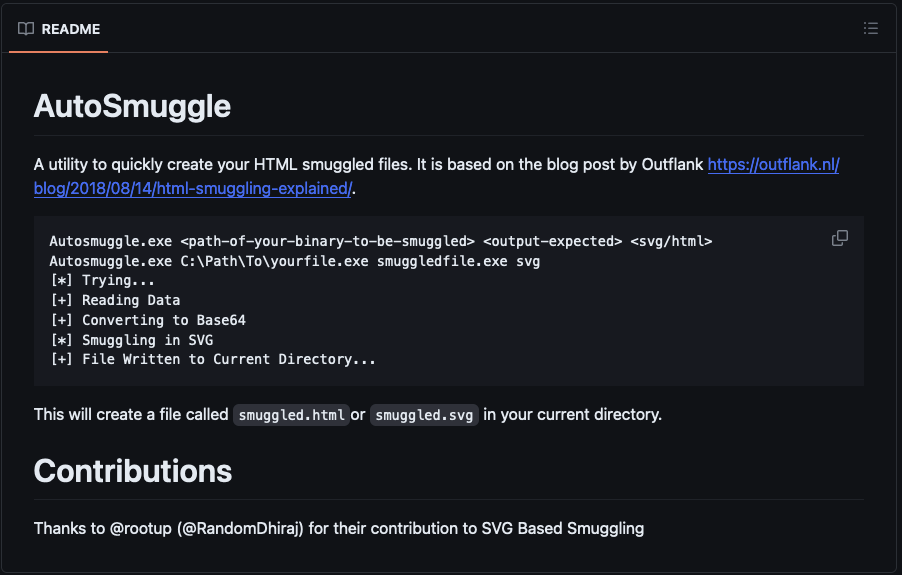 README
AutoSmuggle
A utility to quickly create your HTML smuggled files. It is based on the blog post by Outflank https://outflank.nl/
blog/2018/08/14/html-smuggling-explained/.
Autosmuggle.exe <path-of-your-binary-to-be-smuggled> <output-expected> <svg/html>
Autosmuggle.exe C:\Path\To\yourfile.exe smuggledfile.exe svg
[*] Trying...
[+] Reading Data
[+] Converting to Base64
[*] Smuggling in SVG
[+] File Written to Current Directory...
This will create a file called smuggled.html or smuggled.svg in your current directory.
Contributions
Thanks to @rootup (@RandomDhiraj) for their contribution to SVG Based Smuggling